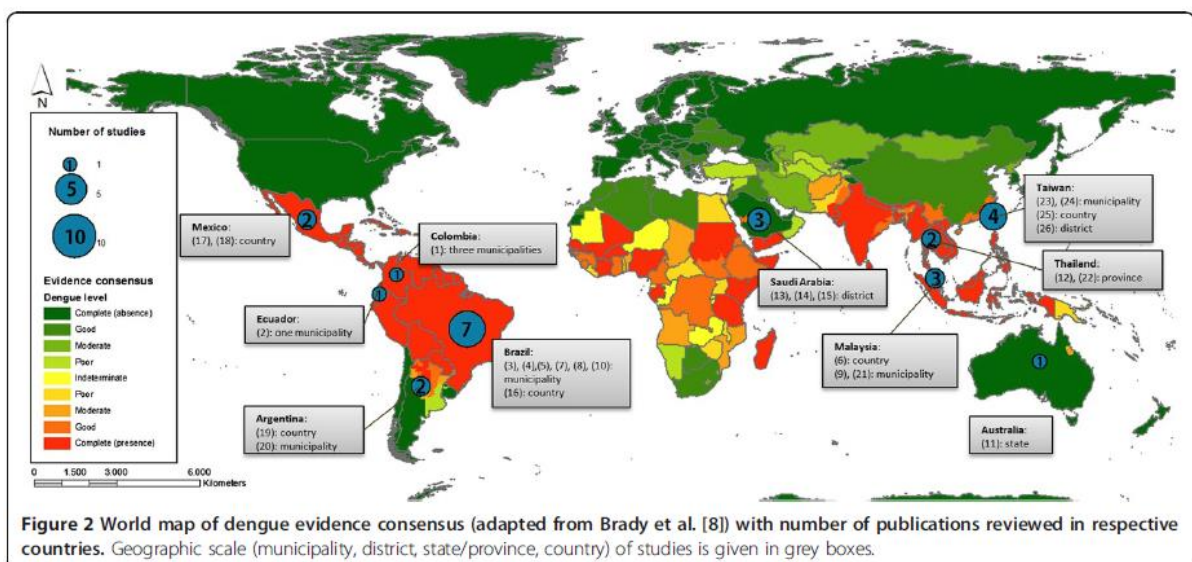 N
Number of studies
1 1
5 5
10 10
Evidence consensus
Dengue level
Complete (absence)
Good
Moderate
Poor
Indeterminate
Poor
Moderate
Good
Complete (presence)
0 1.500 3.000 6.000
Kilometers
Mexico:
(17), (18): country
2
Colombia:
(1): three municipalities
1
1
Ecuador:
(2): one municipality
7
Brazil:
(3), (4),(5), (7), (8), (10):
municipality
(16): country
2
Argentina:
(19): country
(20): municipality
3
Saudi Arabia:
(13), (14), (15): district
4
Taiwan:
(23), (24): municipality
(25): country
(26): district
2
Thailand:
(12), (22): province
3
Malaysia:
(6): country
(9), (21): municipality
1
Australia:
(11): state
Figure 2 World map of dengue evidence consensus (adapted from Brady et al. [8]) with number of publications reviewed in respective
countries. Geographic scale (municipality, district, state/province, country) of studies is given in grey boxes.